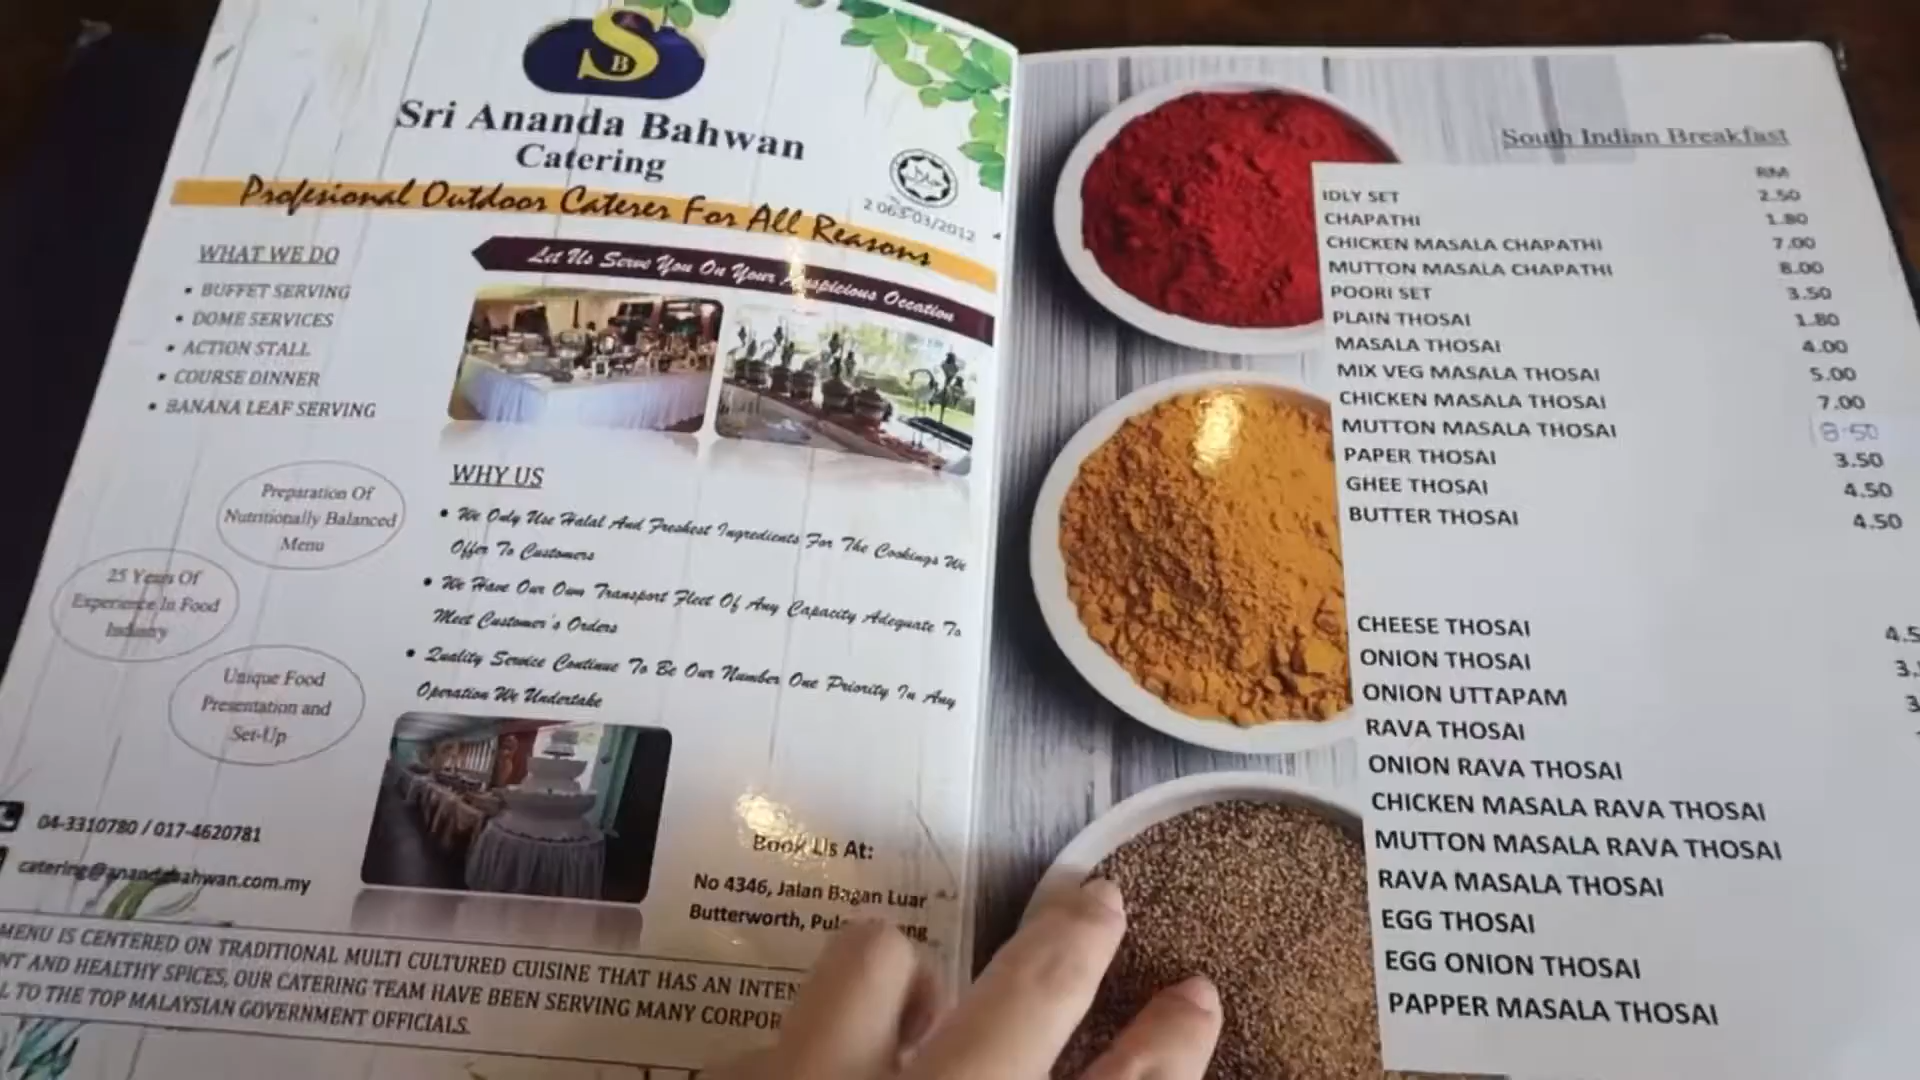 S
B
Sri Ananda Bahwan
Catering
2 063-03/2012
Profesional Outdoor Caterer For All Reasons
Let Us Serve You On Your Auspicious Occation
WHAT WE DO
• BUFFET SERVING
• DOME SERVICES
• ACTION STALL
• COURSE DINNER
• BANANA LEAF SERVING
Preparation Of
Nutritionally Balanced
Menu
25 Years Of
Experience In Food
Industry
Unique Food
Presentation and
Set-Up
WHY US
• We Only Use Halal And Freshest Ingredients For The Cookings We
Offer To Customers
• We Have Our Own Transport Fleet Of Any Capacity Adequate To
Meet Customer's Orders
• Quality Service Continue To Be Our Number One Priority In Any
Operation We Undertake
04-3310780 / 017-4620781
catering@anandabahwan.com.my
Book Us At:
No 4346, Jalan Bagan Luar
Butterworth,
MENU IS CENTERED ON TRADITIONAL MULTI CULTURED CUISINE THAT HAS AN
AND HEALTHY SPICES, OUR CATERING TEAM HAVE BEEN SERVING MANY
TO THE TOP MALAYSIAN GOVERNMENT OFFICIALS.
South Indian Breakfast
RM
IDLY SET 2.50
CHAPATHI 1.80
CHICKEN MASALA CHAPATHI 7.00
MUTTON MASALA CHAPATHI 8.00
POORI SET 3.50
PLAIN THOSAI 1.80
MASALA THOSAI 4.00
MIX VEG MASALA THOSAI 5.00
CHICKEN MASALA THOSAI 7.00
MUTTON MASALA THOSAI 8.50
PAPER THOSAI 3.50
GHEE THOSAI 4.50
BUTTER THOSAI 4.50
CHEESE THOSAI
ONION THOSAI
ONION UTTAPAM
RAVA THOSAI
ONION RAVA THOSAI
CHICKEN MASALA RAVA THOSAI
MUTTON MASALA RAVA THOSAI
RAVA MASALA THOSAI
EGG THOSAI
EGG ONION THOSAI
PAPPER MASALA THOSAI